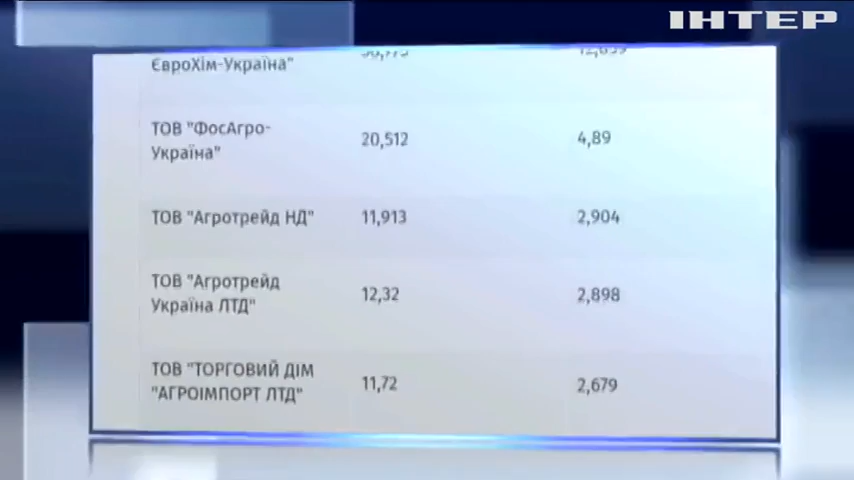 ІНТЕР
ЄвроХім-Україна"
ТОВ "ФосАгро-
Україна"
20,512
4,89
ТОВ "Агротрейд НД"
11,913
2,904
ТОВ "Агротрейд
Україна ЛТД"
12,32
2,898
ТОВ "ТОРГОВИЙ ДІМ
"АГРОІМПОРТ ЛТД"
11,72
2,679